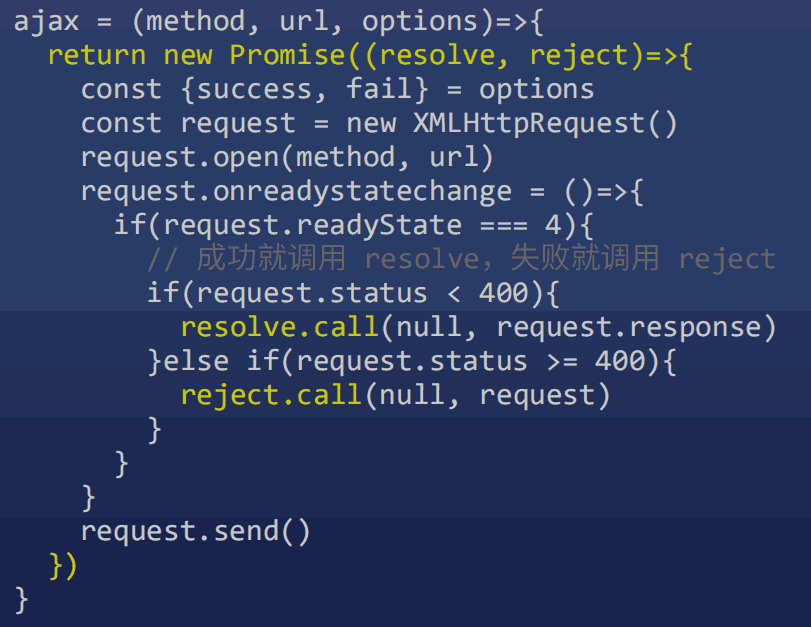 ajax = (method, url, options)=>{
  return new Promise((resolve, reject)=>{
    const {success, fail} = options
    const request = new XMLHttpRequest()
    request.open(method, url)
    request.onreadystatechange = ()=>{
      if(request.readyState === 4){
        // 成功就调用 resolve，失败就调用 reject
        if(request.status < 400){
          resolve.call(null, request.response)
        }else if(request.status >= 400){
          reject.call(null, request)
        }
      }
    }
    request.send()
  })
}